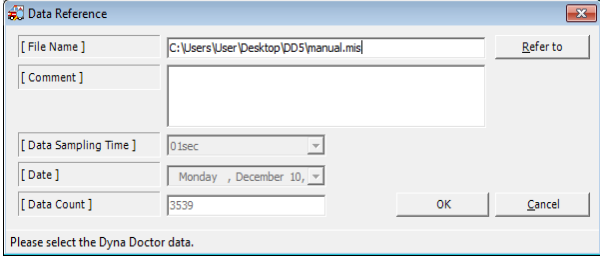 Data Reference
[ File Name ] C:\Users\User\Desktop\DD5\manual.mis Refer to
[ Comment ]
[ Data Sampling Time ] 01sec
[ Date ] Monday , December 10,
[ Data Count ] 3539 OK Cancel
Please select the Dyna Doctor data.